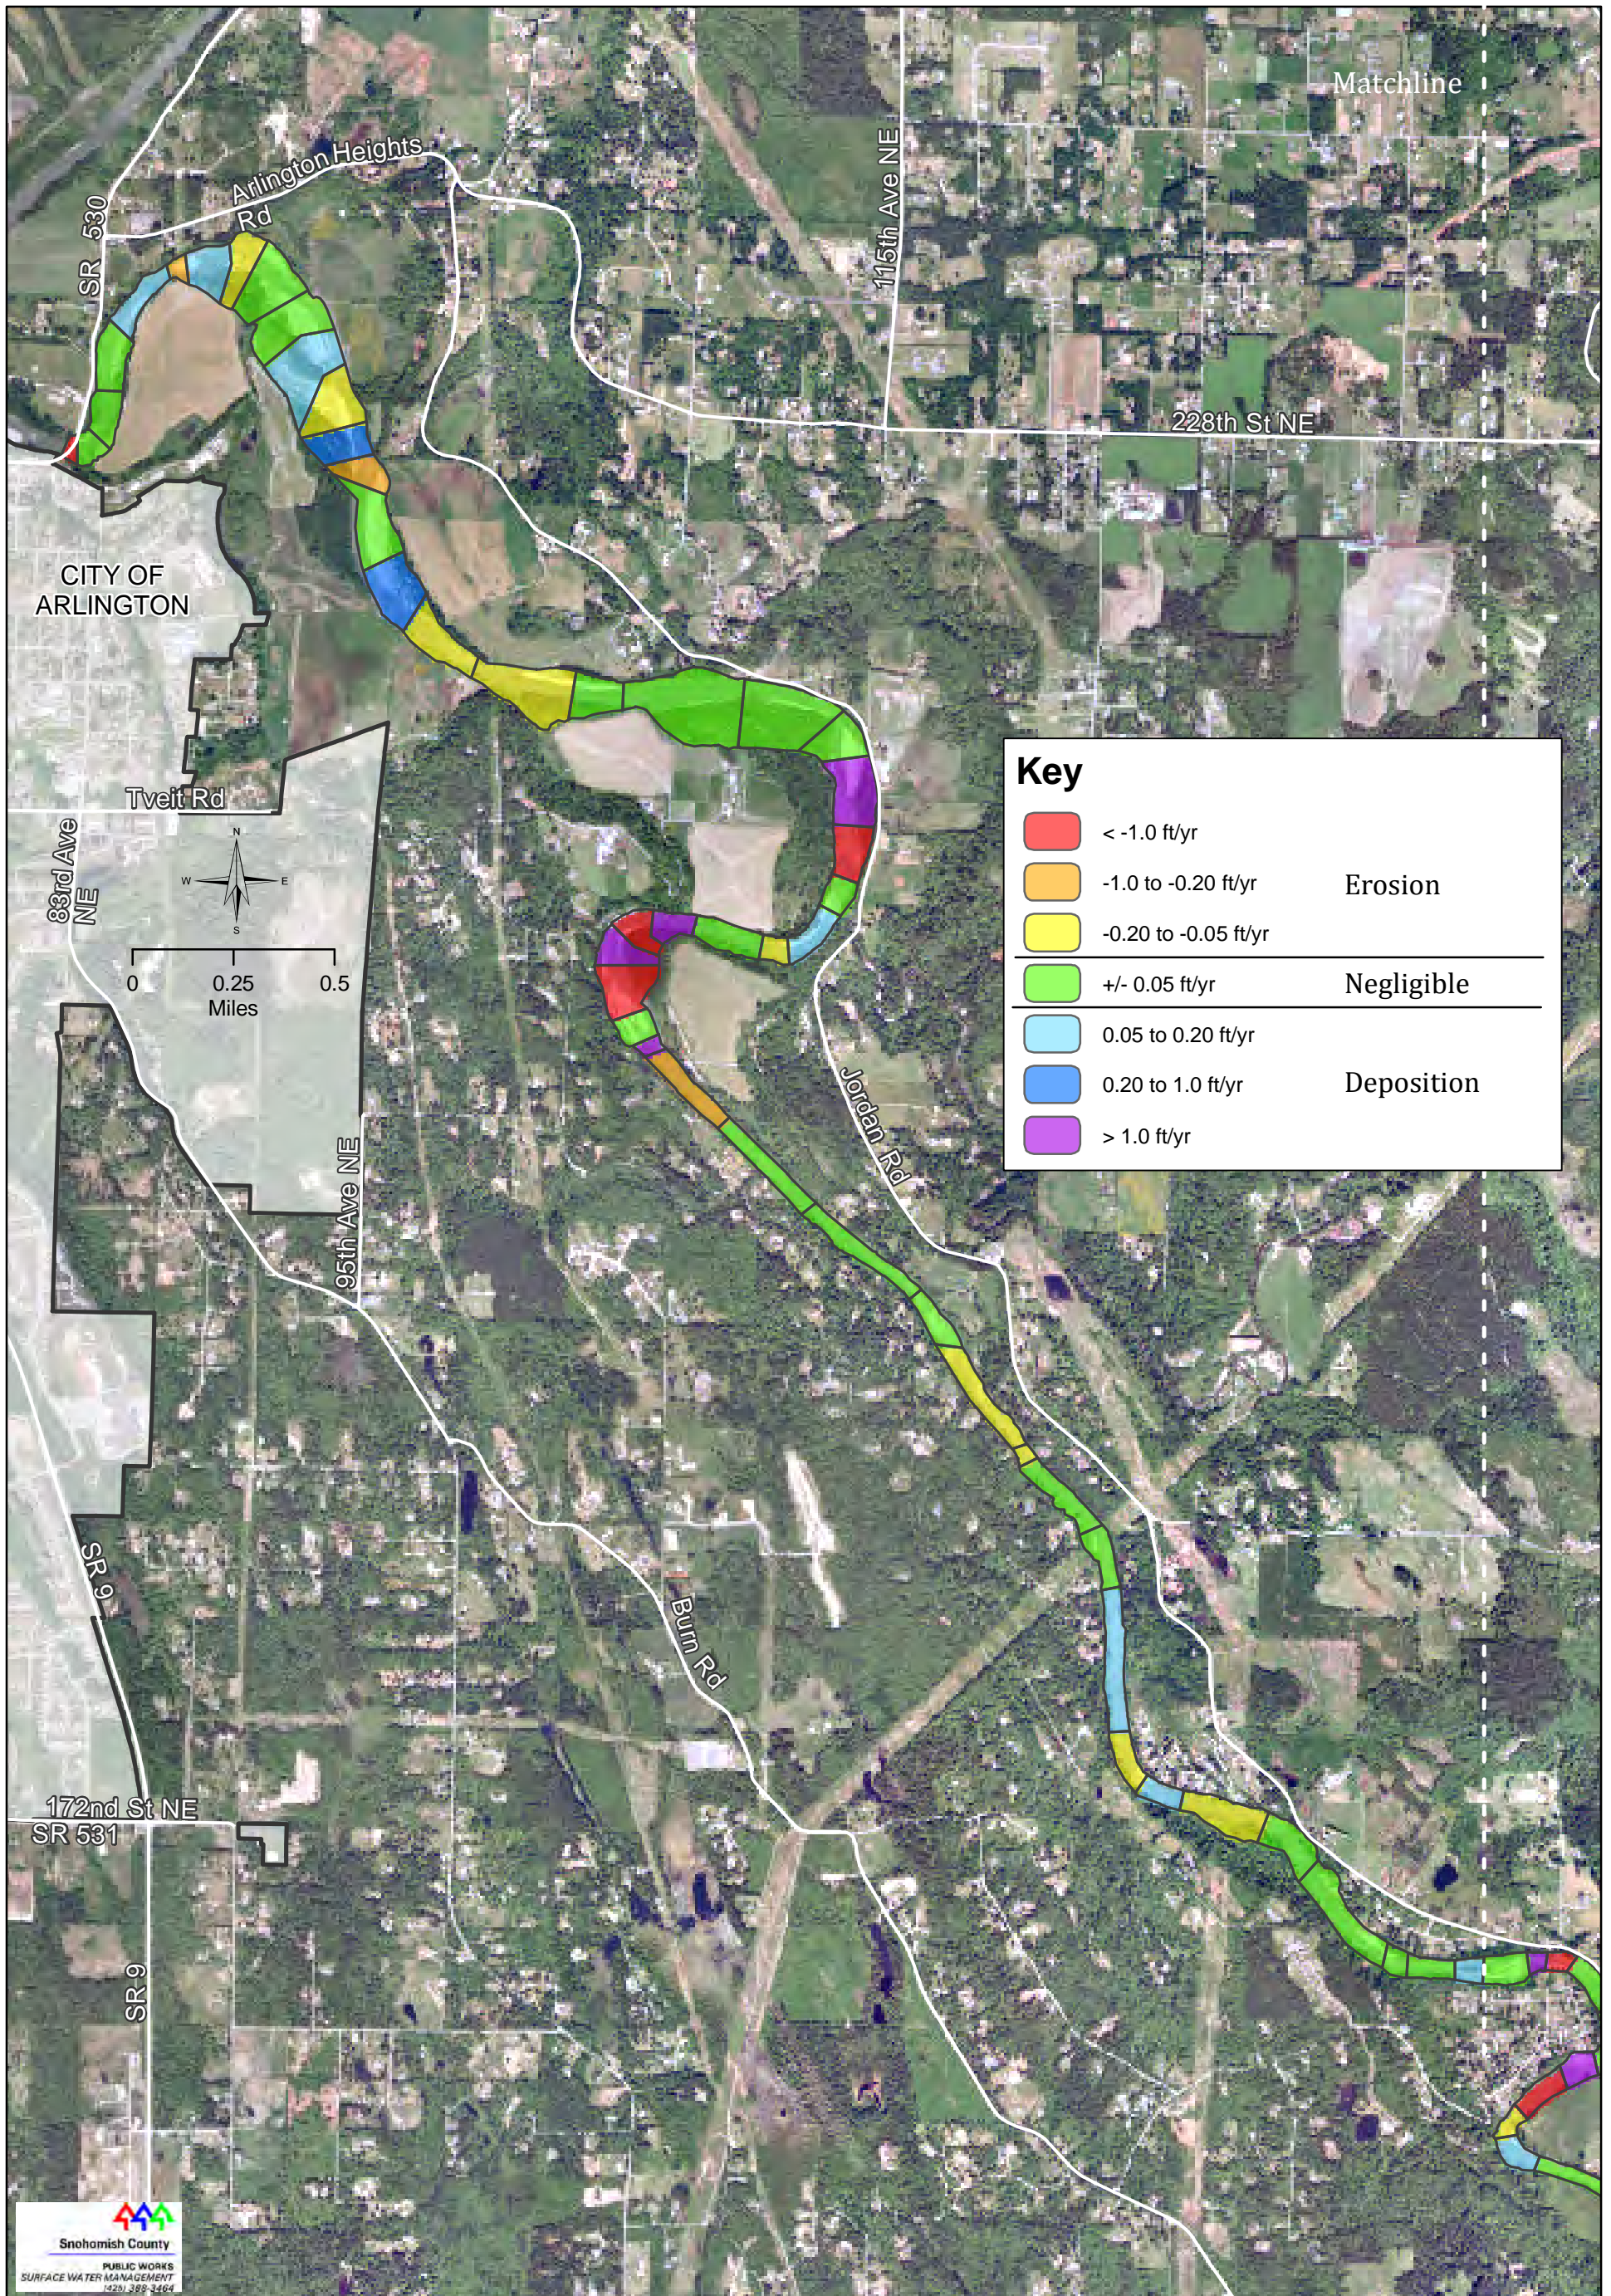 Matchline
Arlington Heights
Rd
SR 530
115th Ave NE
228th St NE
CITY OF
ARLINGTON
Tveit Rd
83rd Ave
NE
N
W
E
S
0
0.25
0.5
Miles
Key
< -1.0 ft/yr
-1.0 to -0.20 ft/yr
Erosion
-0.20 to -0.05 ft/yr
+/- 0.05 ft/yr
Negligible
0.05 to 0.20 ft/yr
0.20 to 1.0 ft/yr
Deposition
> 1.0 ft/yr
Jordan Rd
95th Ave NE
SR 9
Burn Rd
172nd St NE
SR 531
SR 9
Snohomish County
PUBLIC WORKS
SURFACE WATER MANAGEMENT
(425) 388-3464